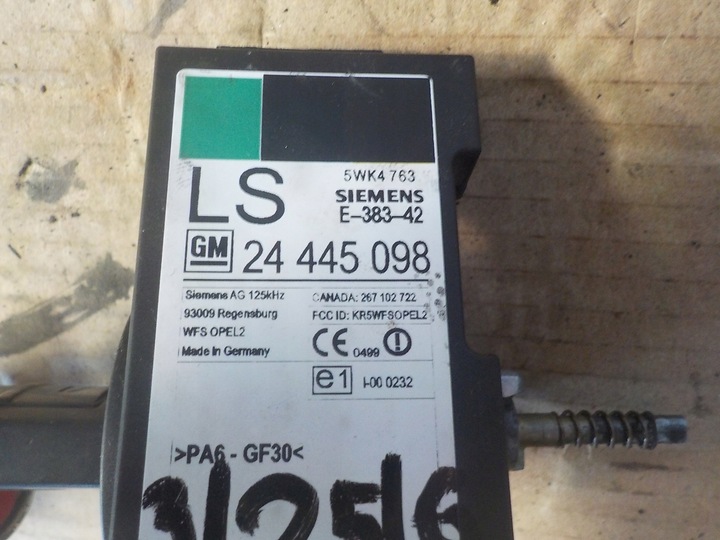 LS
5WK4 763
SIEMENS
E-383-42
GM 24 445 098
Siemens AG 125kHz
93009 Regensburg
WFS OPEL2
Made in Germany
CANADA: 267 102 722
FCC ID: KR5WFSOPEL2
CE 0499
e1 I-00 0232
>PA6 - GF30<